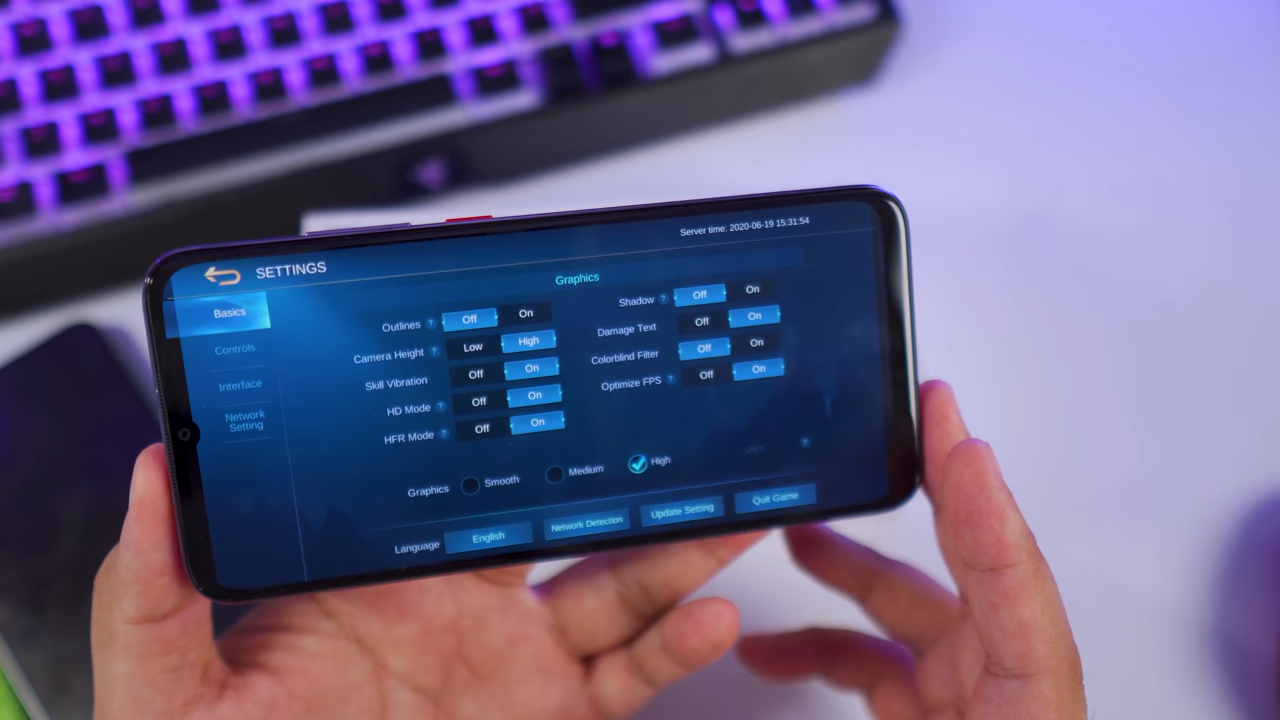 Server time: 2020-06-19 15:31:54
SETTINGS
Graphics
Basics
Controls
Interface
Network
Setting
Outlines ? Off On
Camera Height ? Low High
Skill Vibration Off On
HD Mode ? Off On
HFR Mode ? Off On
Shadow ? Off On
Damage Text Off On
Colorblind Filter Off On
Optimize FPS ? Off On
Graphics Smooth Medium High Ultra ?
Language English Network Detection Update Setting Quit Game